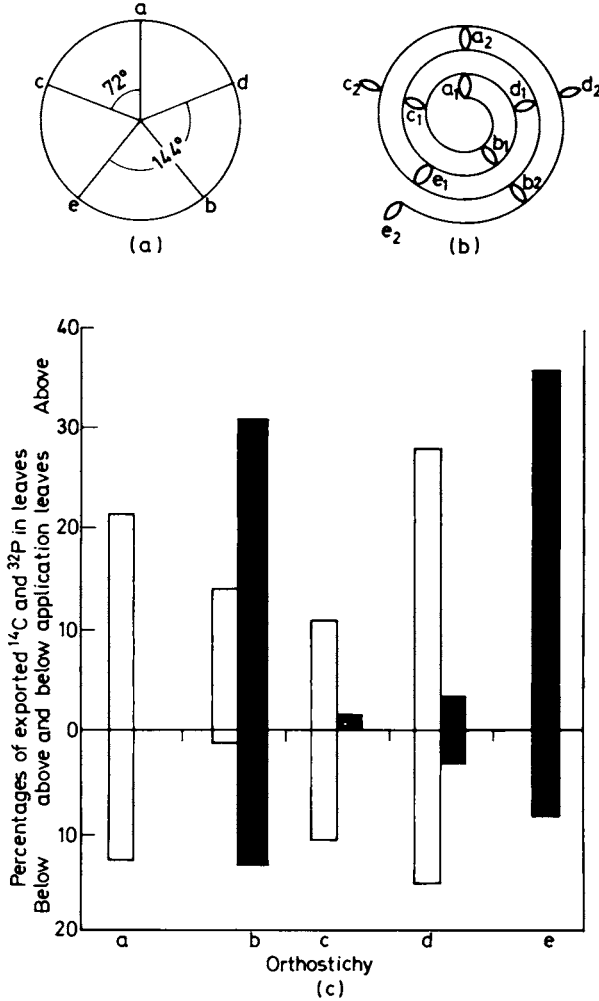 a
c
d
72°
144°
e
b
(a)
a₂
c₂
d₂
a₁
d₁
c₁
b₁
e₁
b₂
e₂
(b)
Percentages of exported ¹⁴C and ³²P in leaves
Below above and below application leaves Above
40
30
20
10
0
10
20
a b c d e
Orthostichy
(c)